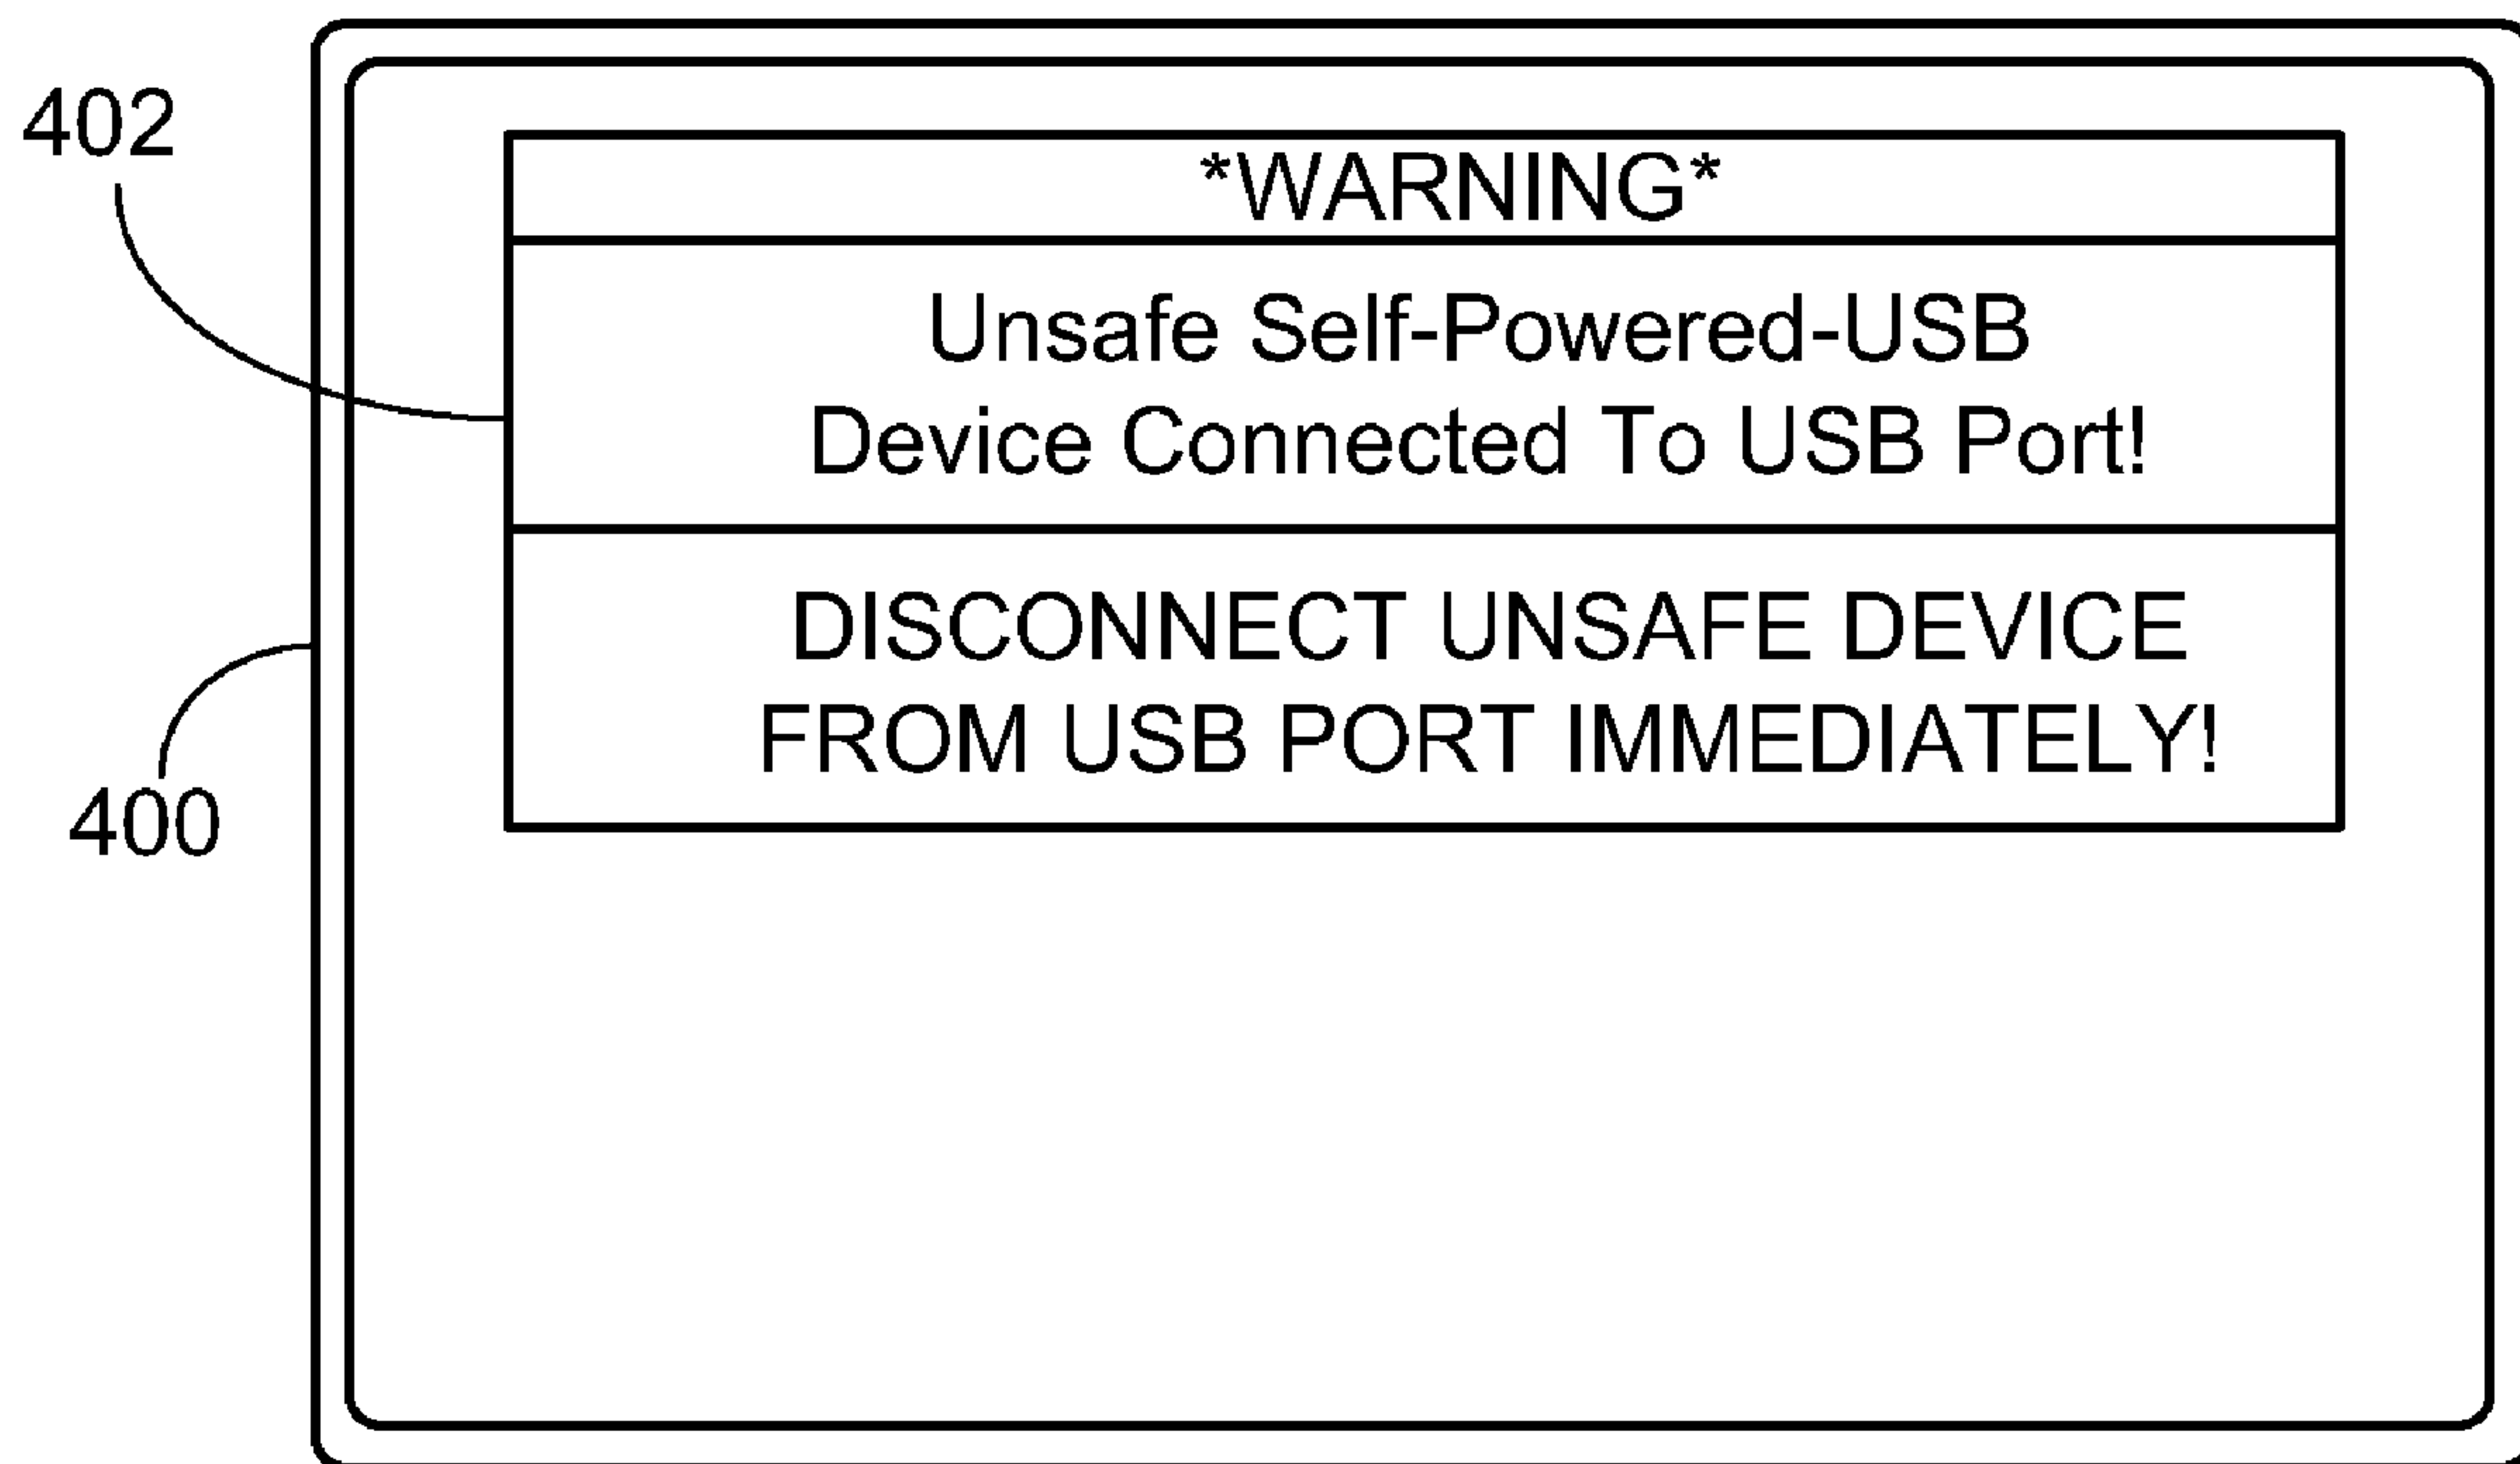 402
*WARNING*
Unsafe Self-Powered-USB
Device Connected To USB Port!
DISCONNECT UNSAFE DEVICE
FROM USB PORT IMMEDIATELY!
400